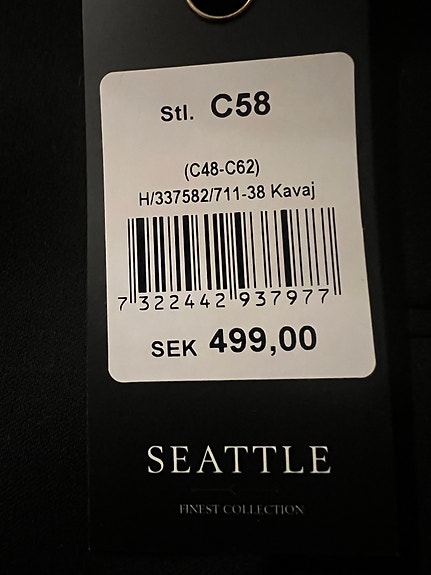 Stl. C58
(C48-C62)
H/337582/711-38 Kavaj
7 322442 937977
SEK 499,00
SEATTLE
FINEST COLLECTION